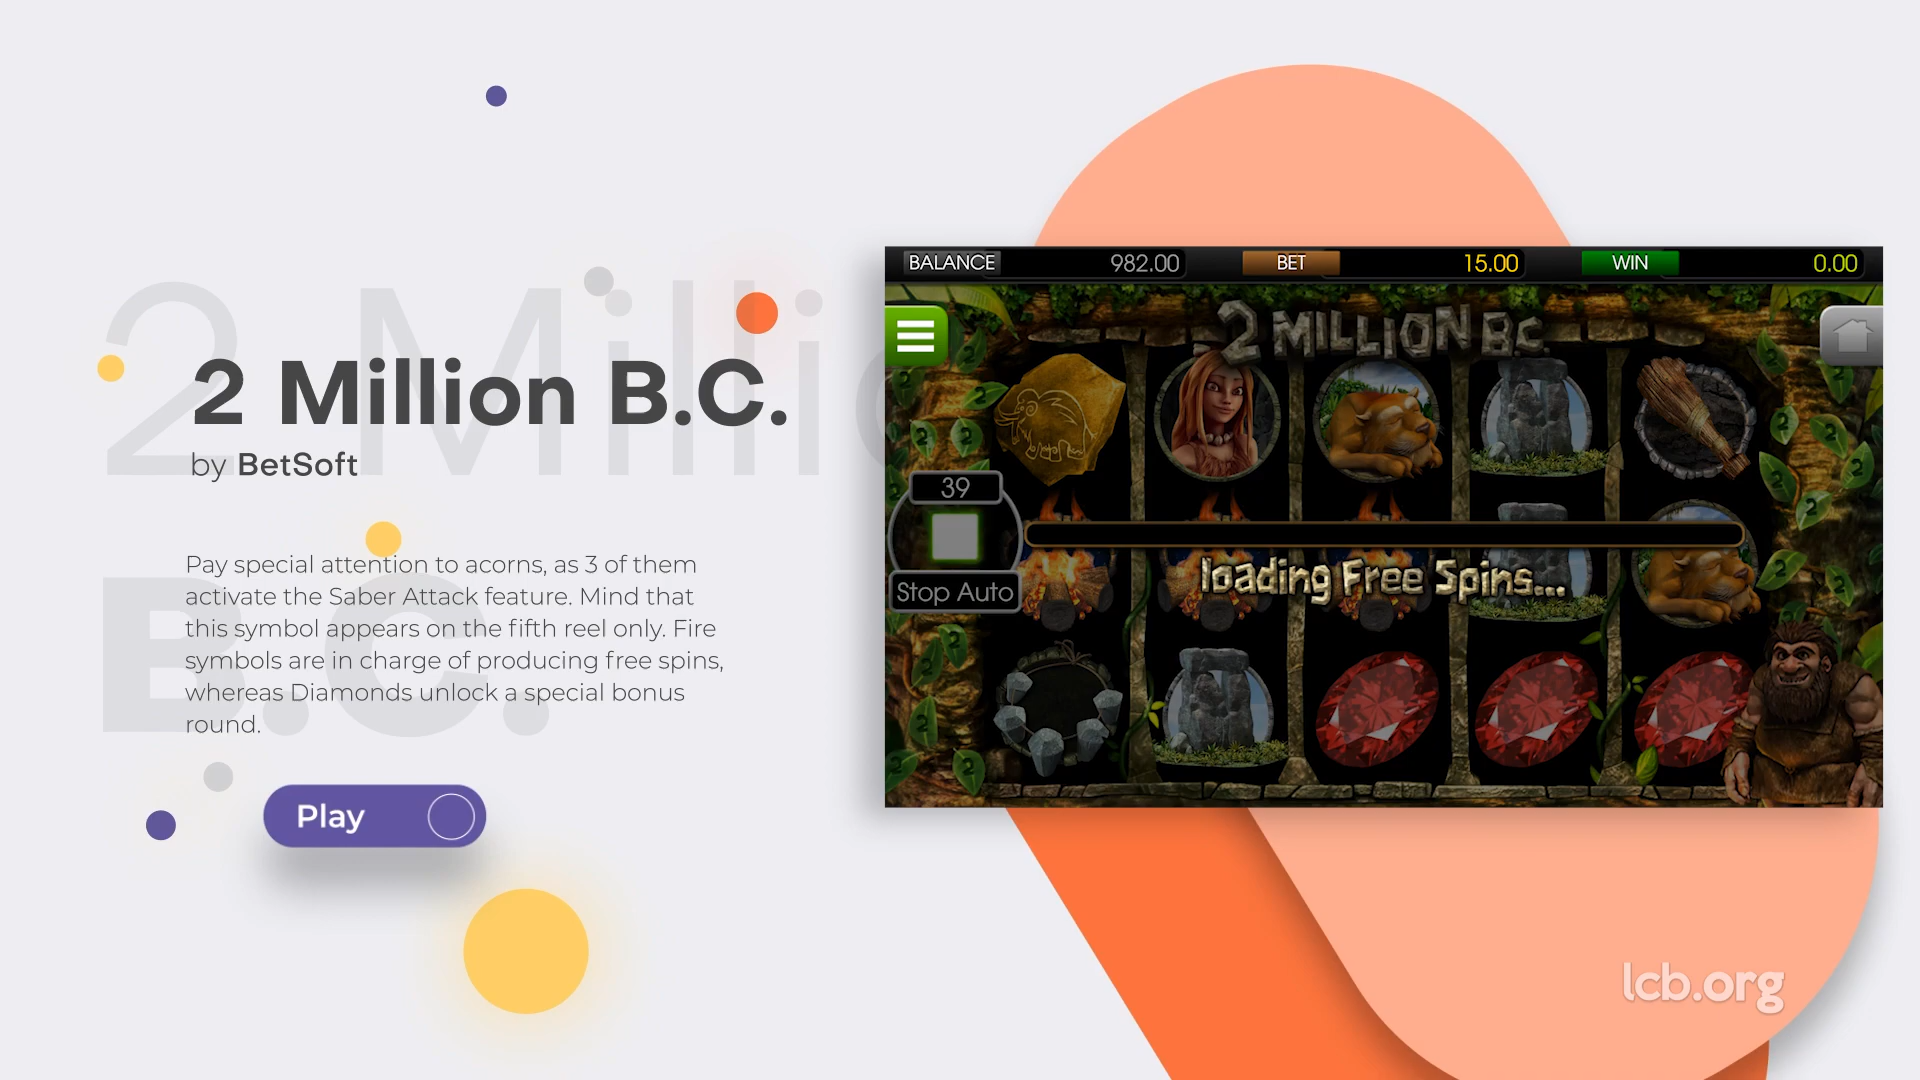 2 Millio
B.C.
2 Million B.C.
by BetSoft
Pay special attention to acorns, as 3 of them
activate the Saber Attack feature. Mind that
this symbol appears on the fifth reel only. Fire
symbols are in charge of producing free spins,
whereas Diamonds unlock a special bonus
round.
Play
BALANCE 982.00 BET 15.00 WIN 0.00
2 MILLION B.C
39
Stop Auto
loading Free Spins...
lcb.org